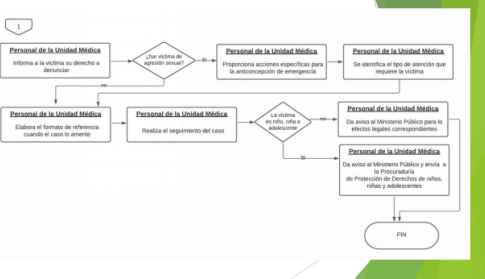 1
Personal de la Unidad Médica
Informa a la víctima su derecho a
denunciar
¿fue víctima de
agresión sexual?
si
Personal de la Unidad Médica
Proporciona acciones específicas para
la anticoncepción de emergencia
Personal de la Unidad Médica
Se identifica el tipo de atención que
requiere la víctima
no
Personal de la Unidad Médica
Elabora el formato de referencia
cuando el caso lo amerite
Personal de la Unidad Médica
Realiza el seguimiento del caso
La víctima
es niño, niña o
adolescente
no
Personal de la Unidad Médica
Da aviso al Ministerio Público para lo
efectos legales correspondientes
si
Personal de la Unidad Médica
Da aviso al Ministerio Público y envía a
la Procuraduría
de Protección de Derechos de niños,
niñas y adolescentes
FIN